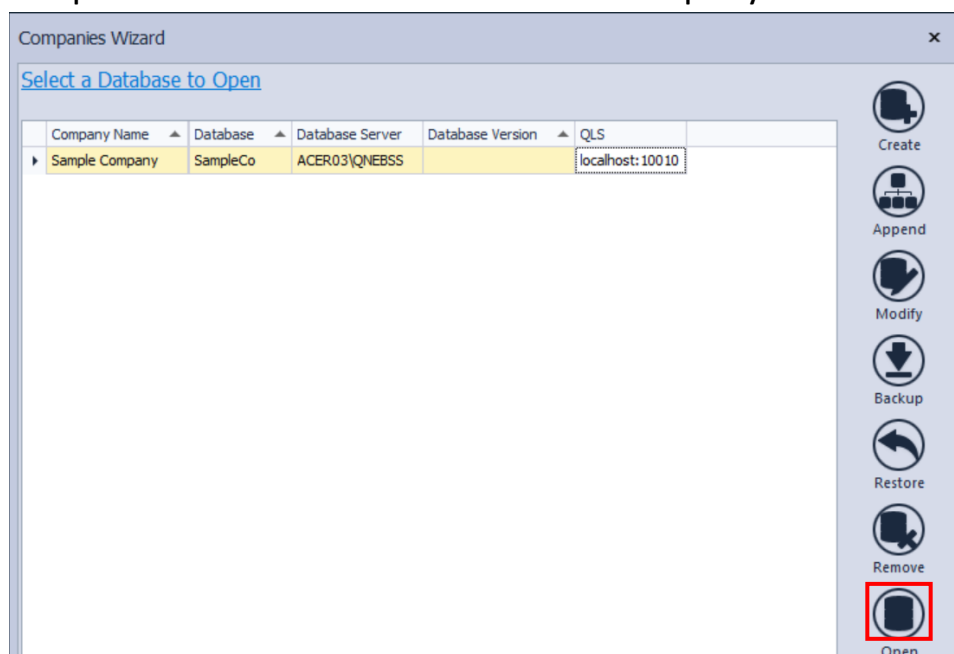 Companies Wizard
Select a Database to Open
Company Name Database Database Server Database Version QLS
Sample Company SampleCo ACER03\QNEBSS localhost:10010
Create
Append
Modify
Backup
Restore
Remove
Open